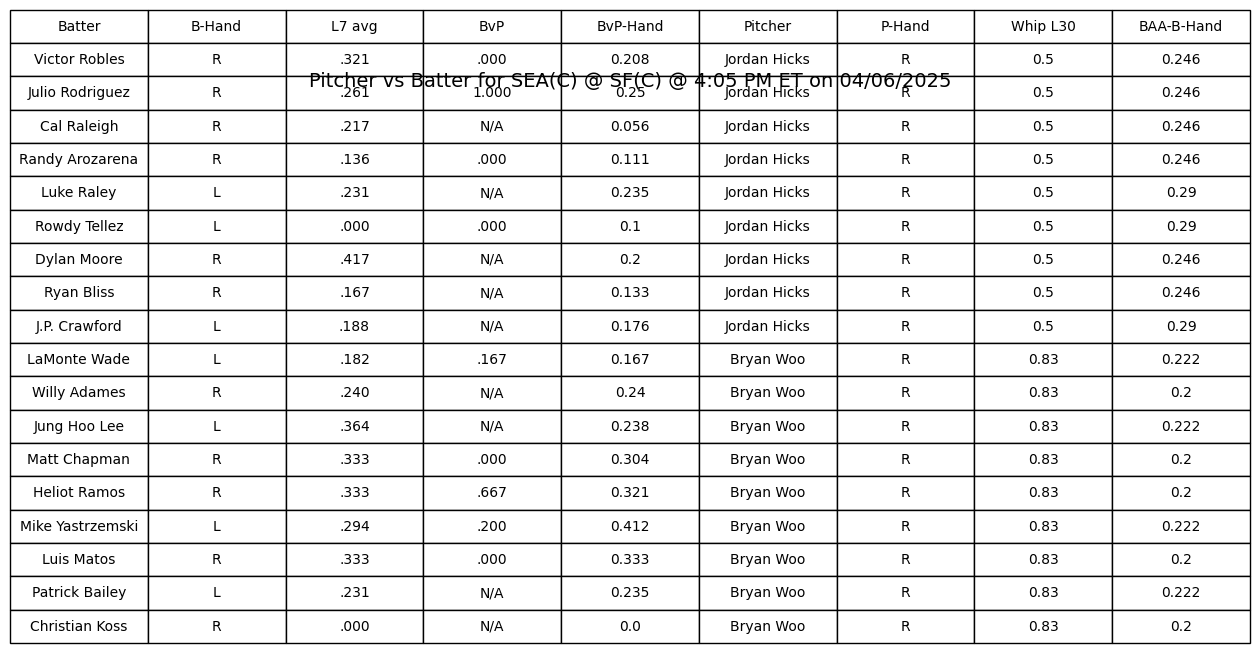 Batter B-Hand L7 avg BvP BvP-Hand Pitcher P-Hand Whip L30 BAA-B-Hand
Victor Robles R .321 .000 0.208 Jordan Hicks R 0.5 0.246
Pitcher vs Batter for SEA(C) @ SF(C) @ 4:05 PM ET on 04/06/2025
Julio Rodriguez R .261 1.000 0.25 Jordan Hicks R 0.5 0.246
Cal Raleigh R .217 N/A 0.056 Jordan Hicks R 0.5 0.246
Randy Arozarena R .136 .000 0.111 Jordan Hicks R 0.5 0.246
Luke Raley L .231 N/A 0.235 Jordan Hicks R 0.5 0.29
Rowdy Tellez L .000 .000 0.1 Jordan Hicks R 0.5 0.29
Dylan Moore R .417 N/A 0.2 Jordan Hicks R 0.5 0.246
Ryan Bliss R .167 N/A 0.133 Jordan Hicks R 0.5 0.246
J.P. Crawford L .188 N/A 0.176 Jordan Hicks R 0.5 0.29
LaMonte Wade L .182 .167 0.167 Bryan Woo R 0.83 0.222
Willy Adames R .240 N/A 0.24 Bryan Woo R 0.83 0.2
Jung Hoo Lee L .364 N/A 0.238 Bryan Woo R 0.83 0.222
Matt Chapman R .333 .000 0.304 Bryan Woo R 0.83 0.2
Heliot Ramos R .333 .667 0.321 Bryan Woo R 0.83 0.2
Mike Yastrzemski L .294 .200 0.412 Bryan Woo R 0.83 0.222
Luis Matos R .333 .000 0.333 Bryan Woo R 0.83 0.2
Patrick Bailey L .231 N/A 0.235 Bryan Woo R 0.83 0.222
Christian Koss R .000 N/A 0.0 Bryan Woo R 0.83 0.2